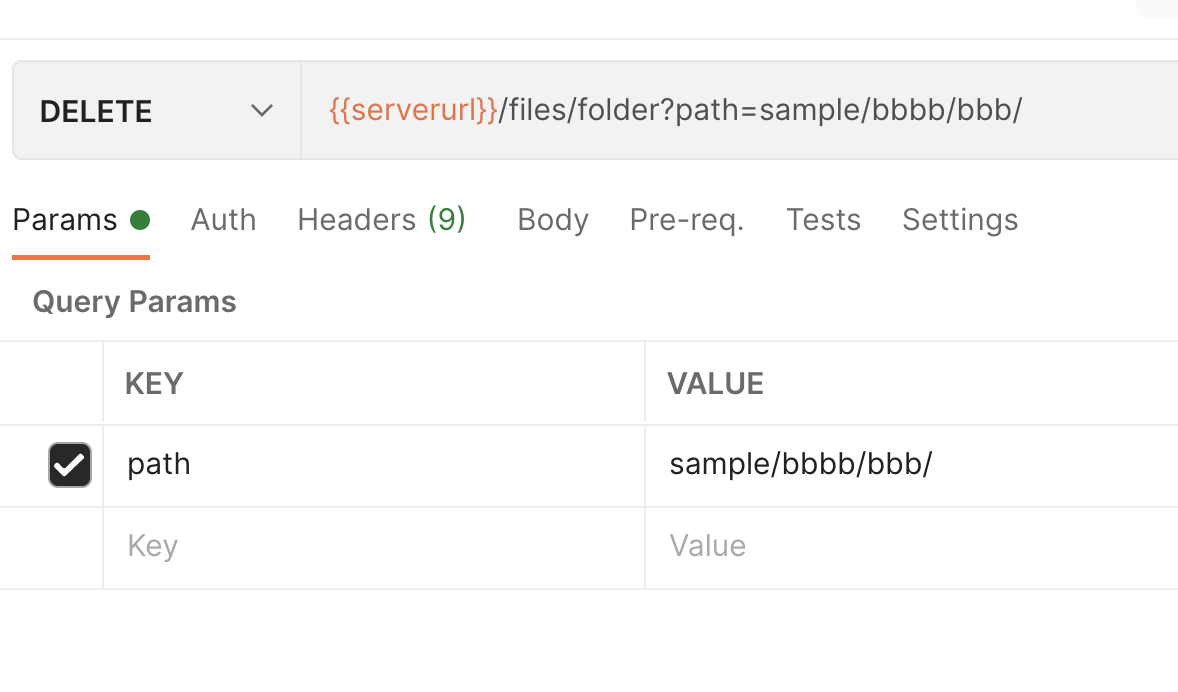 DELETE {{serverurl}}/files/folder?path=sample/bbbb/bbb/
Params Auth Headers (9) Body Pre-req. Tests Settings
Query Params
KEY VALUE
path sample/bbbb/bbb/
Key Value